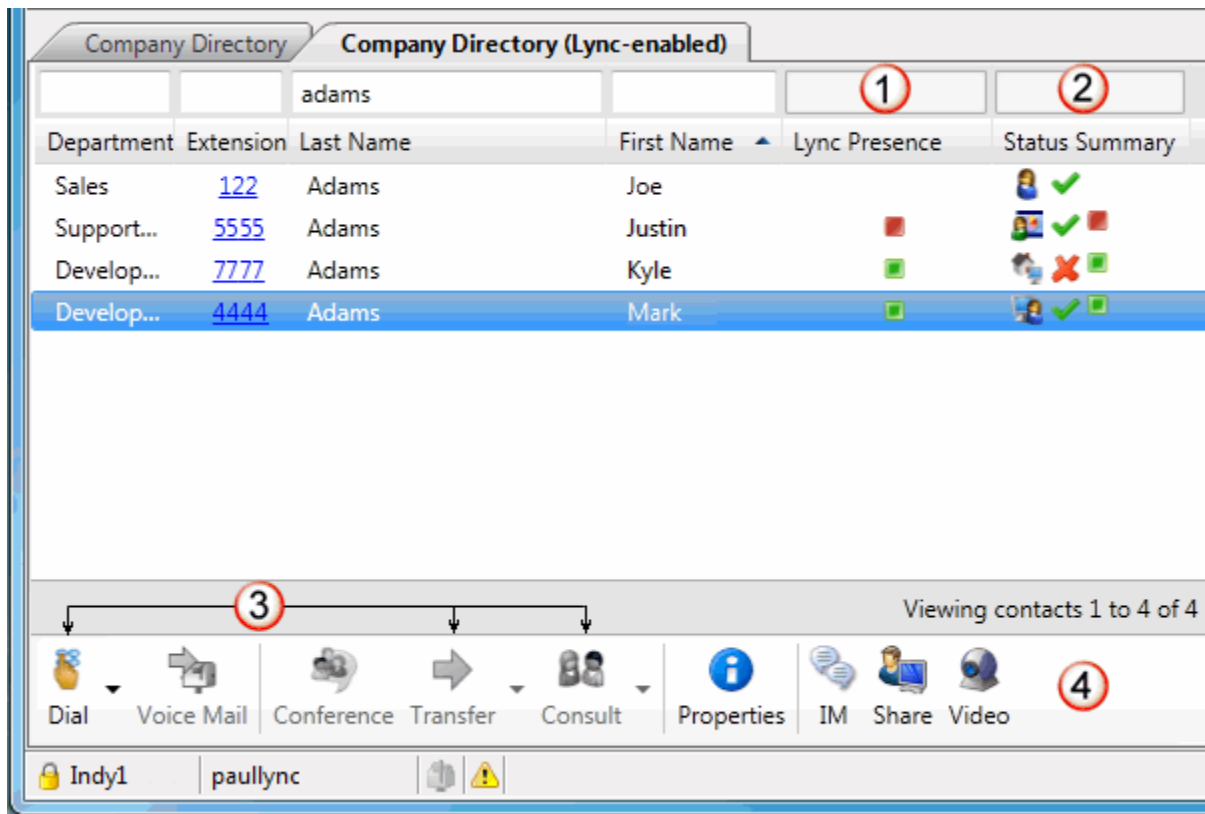 Company Directory Company Directory (Lync-enabled)
adams 1 2
Department Extension Last Name First Name Lync Presence Status Summary
Sales 122 Adams Joe
Support... 5555 Adams Justin
Develop... 7777 Adams Kyle
Develop... 4444 Adams Mark
3
Viewing contacts 1 to 4 of 4
4
Dial Voice Mail Conference Transfer Consult Properties IM Share Video
Indy1 paullync